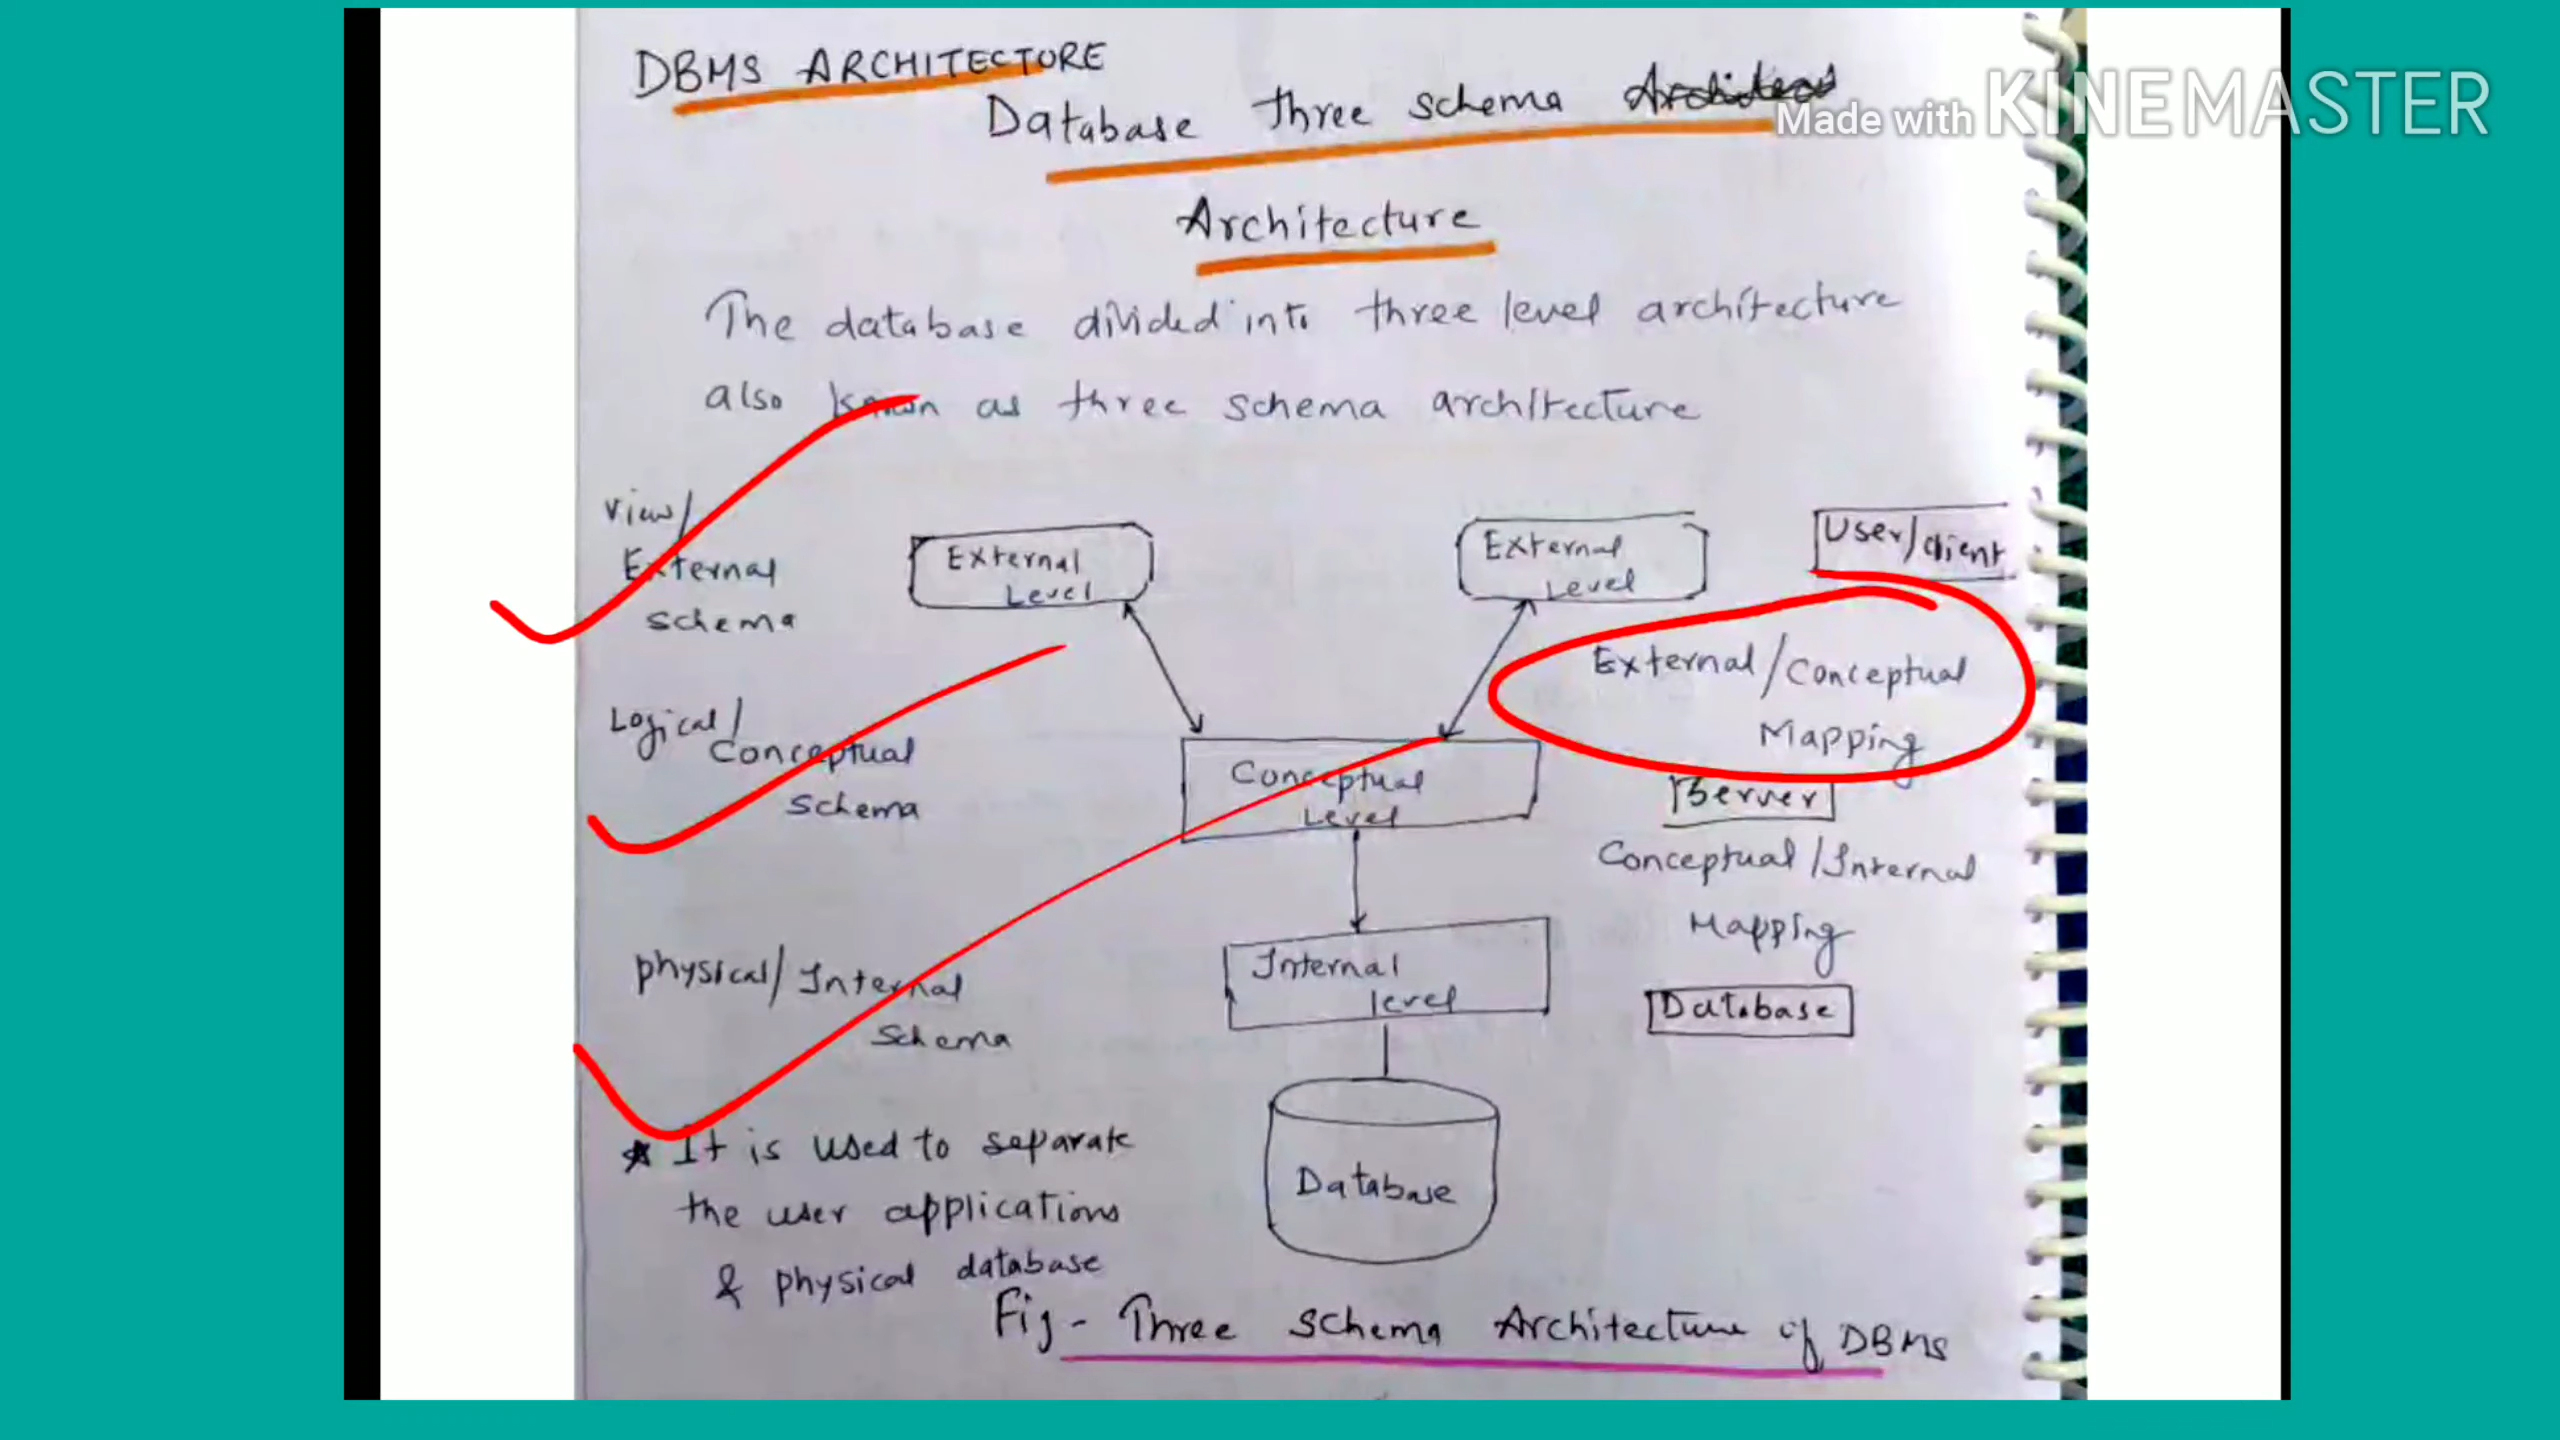 DBMS ARCHITECTURE
Database three schema
Made with KINEMASTER
Architecture
The database divided into three level architecture
also known as three schema architecture
View/
External
Schema
External
Level
External
Level
User/client
External/Conceptual
Mapping
Logical/
Conceptual
Schema
Conceptual
Level
Server
Conceptual/Internal
Mapping
Physical/Internal
Schema
Internal
level
Database
* It is used to separate
the user applications
& physical database
Database
Fig - Three Schema Architecture of DBMS